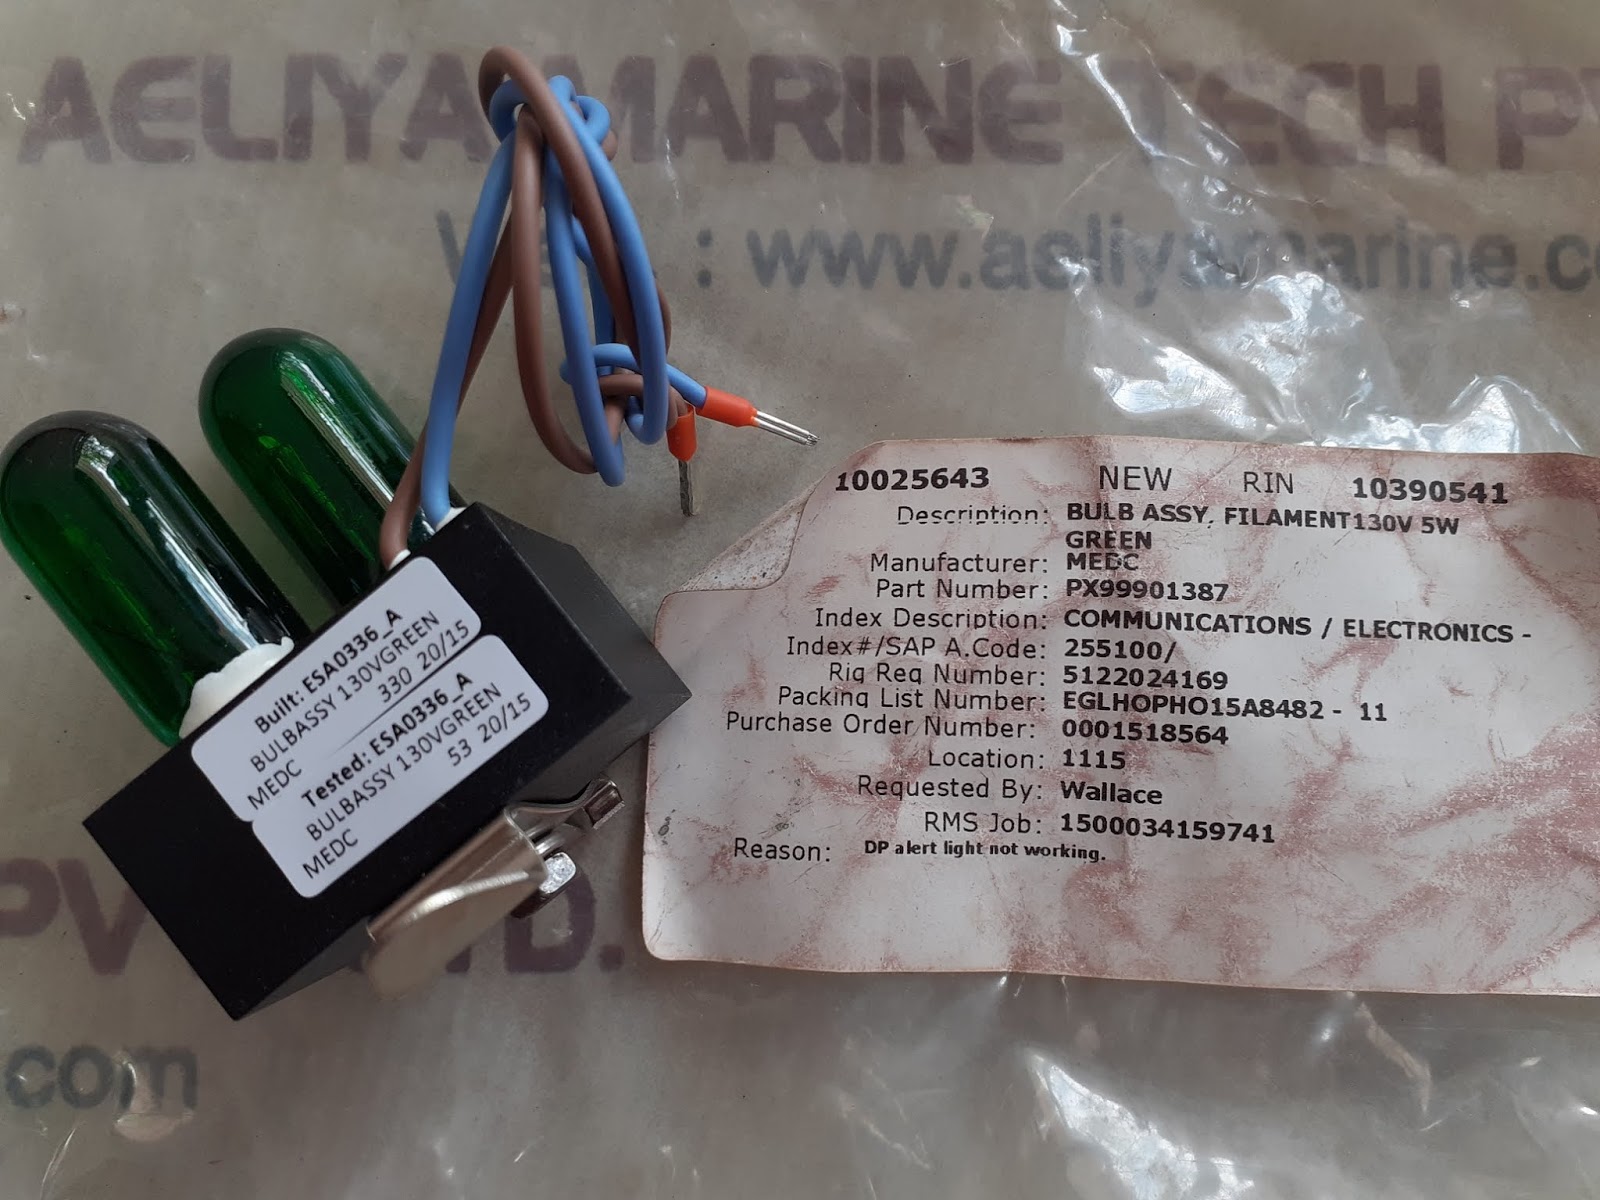 AELIYA MARINE TECH P
: www.aeliyamarine.c
10025643 NEW RIN 10390541
Description: BULB ASSY, FILAMENT130V 5W
GREEN
Manufacturer: MEDC
Part Number: PX99901387
Index Description: COMMUNICATIONS / ELECTRONICS -
Index#/SAP A.Code: 255100/
Rig Req Number: 5122024169
Packing List Number: EGLHOPHO15A8482 - 11
Purchase Order Number: 0001518564
Location: 1115
Requested By: Wallace
RMS Job: 1500034159741
Reason: DP alert light not working.
Built: ESA0336_A
BULBASSY 130VGREEN
MEDC 330 20/15
Tested: ESA0336_A
BULBASSY 130VGREEN
MEDC 53 20/15
PV TD.
.com